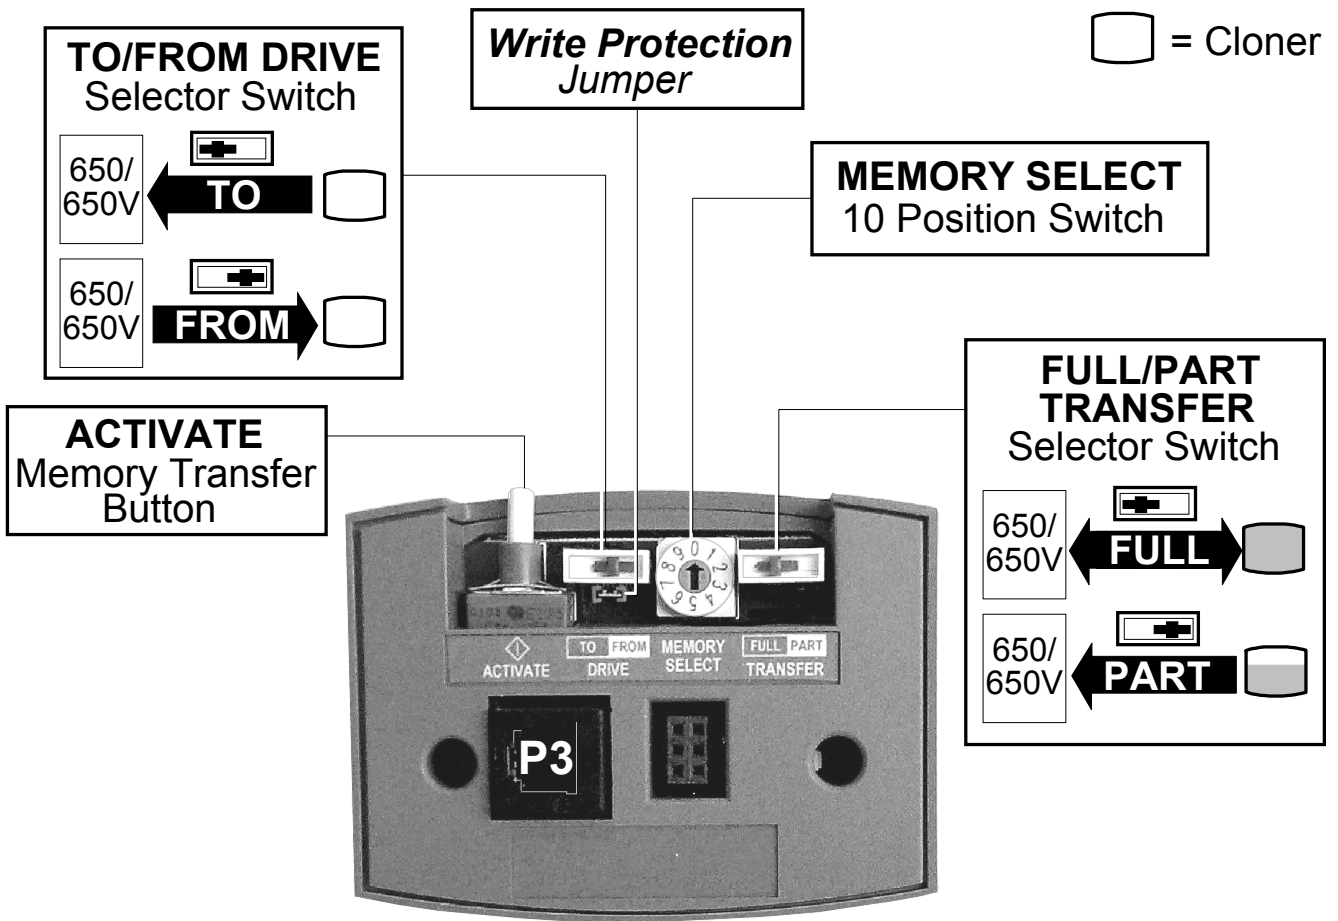 TO/FROM DRIVE
Selector Switch
650/
650V
TO
650/
650V
FROM
Write Protection
Jumper
= Cloner
MEMORY SELECT
10 Position Switch
FULL/PART
TRANSFER
Selector Switch
650/
650V
FULL
650/
650V
PART
ACTIVATE
Memory Transfer
Button
0 1 2 3 4 5 6 7 8 9
ACTIVATE
TO FROM
DRIVE
MEMORY
SELECT
FULL PART
TRANSFER
P3